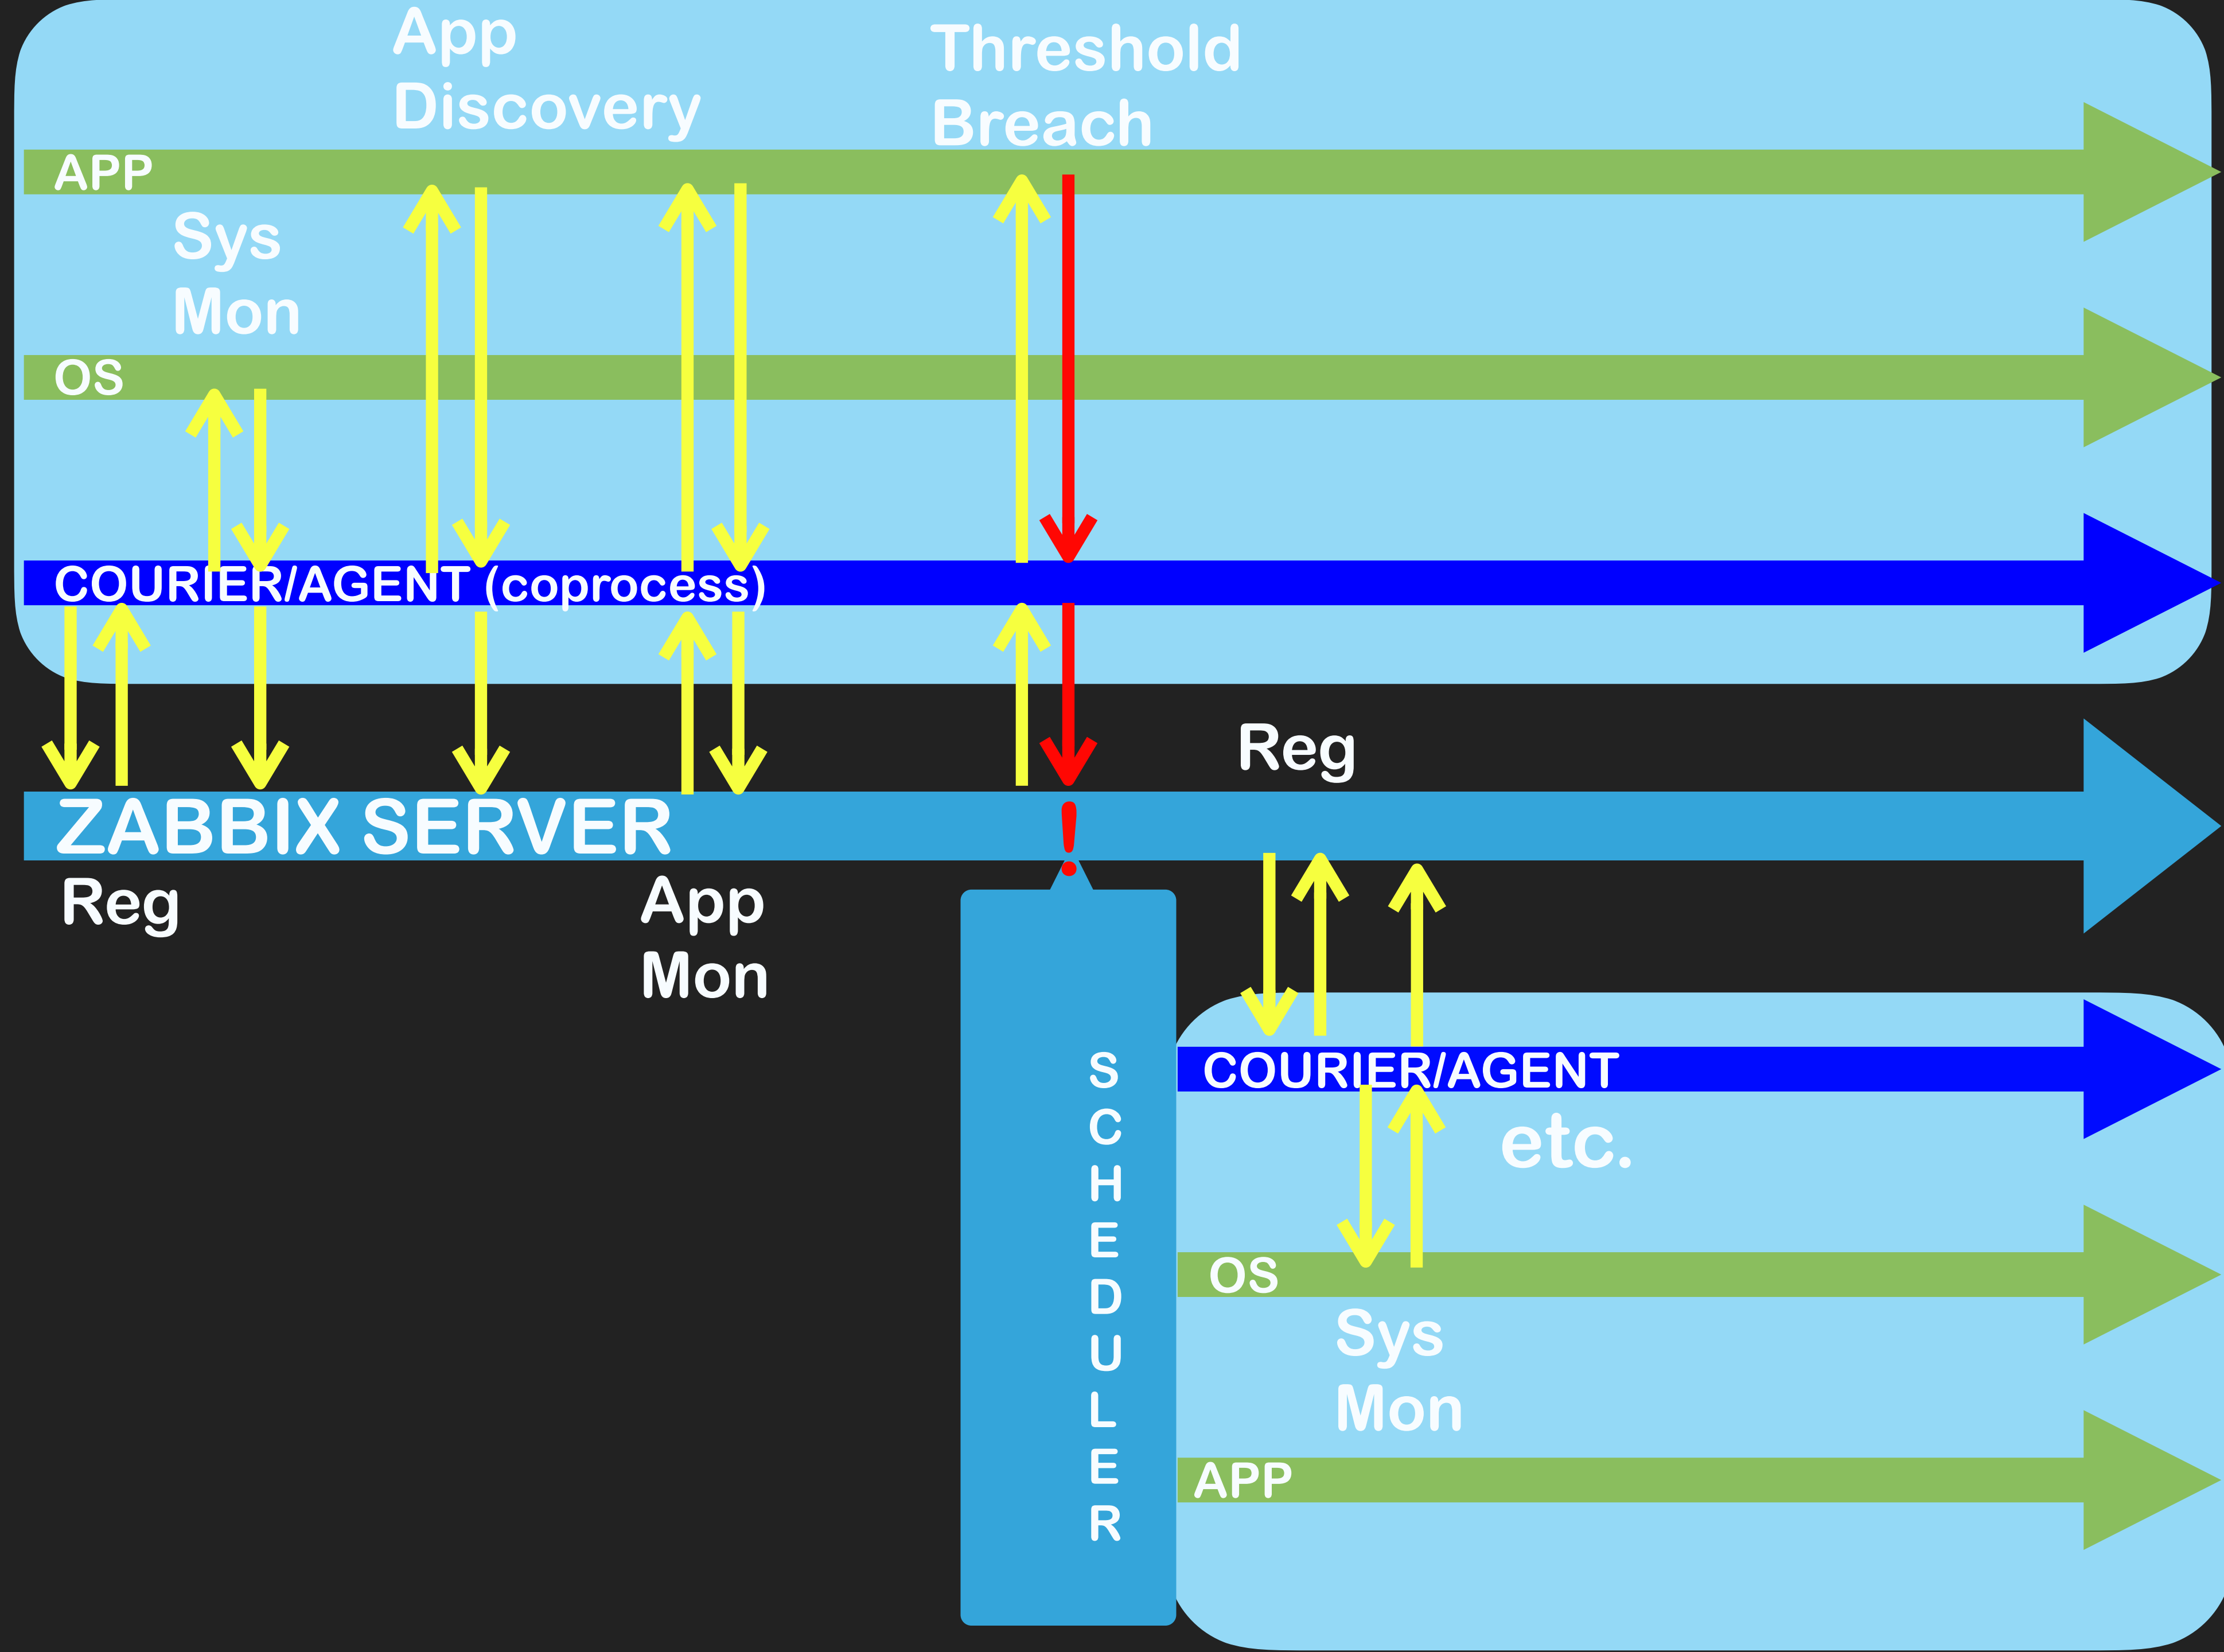 App
Discovery
Threshold
Breach
APP
Sys
Mon
OS
COURIER/AGENT (coprocess)
Reg
ZABBIX SERVER
!
Reg
App
Mon
SCHEDULER
COURIER/AGENT
etc.
OS
Sys
Mon
APP